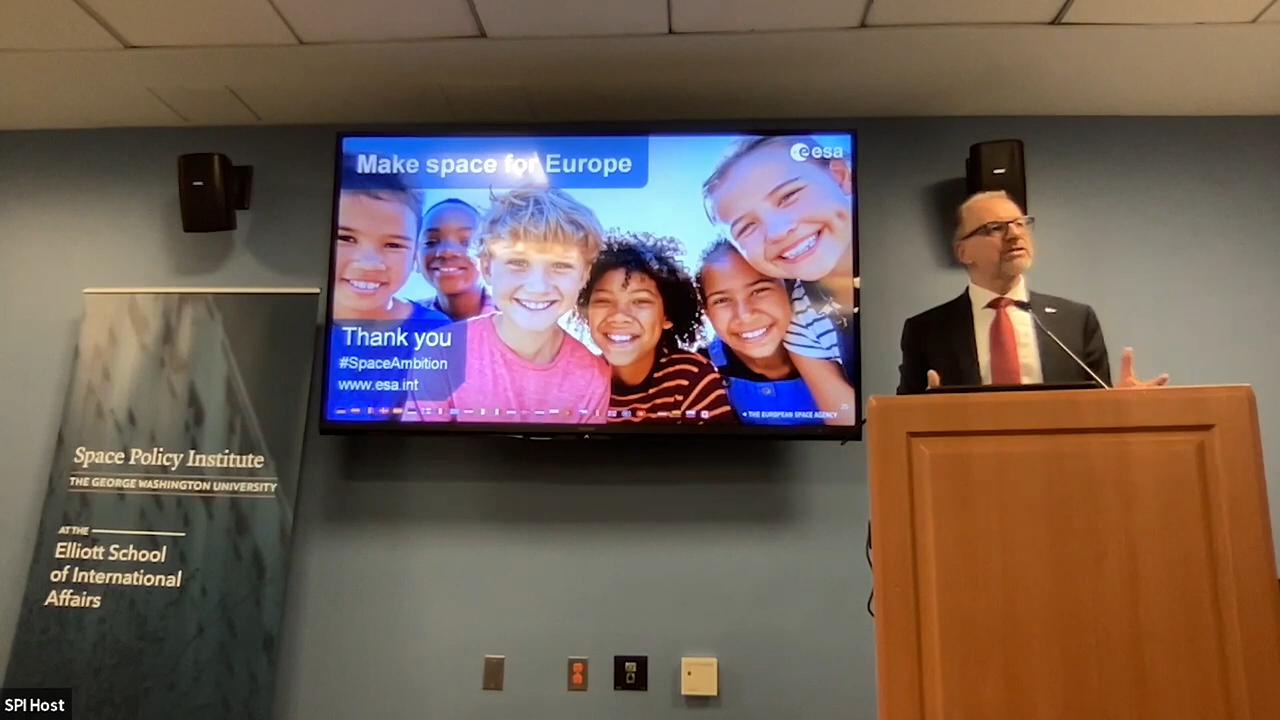 Make space for Europe
esa
Thank you
#SpaceAmbition
www.esa.int
THE EUROPEAN SPACE AGENCY
Space Policy Institute
THE GEORGE WASHINGTON UNIVERSITY
AT THE
Elliott School
of International
Affairs
SPI Host